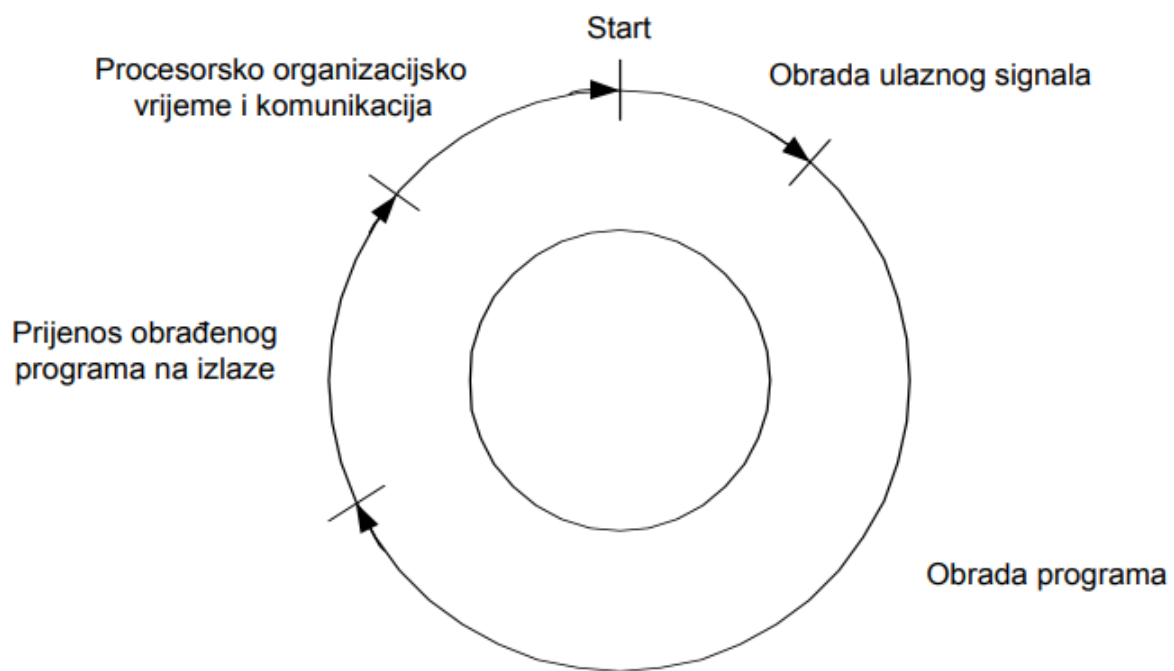 Start
Procesorsko organizacijsko
vrijeme i komunikacija
Obrada ulaznog signala
Prijenos obrađenog
programa na izlaze
Obrada programa